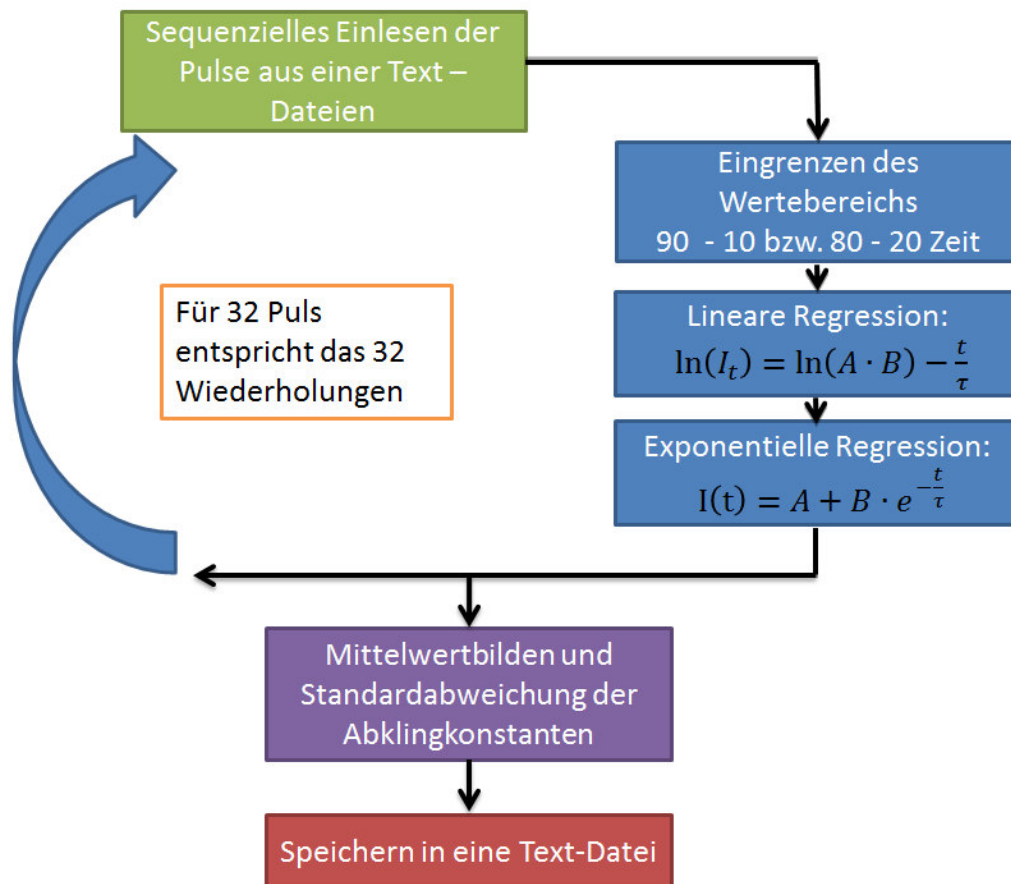 Sequenzielles Einlesen der
Pulse aus einer Text –
Dateien
Eingrenzen des
Wertebereichs
90 - 10 bzw. 80 - 20 Zeit
Für 32 Puls
entspricht das 32
Wiederholungen
Lineare Regression:
ln(I_t) = ln(A · B) − t/τ
Exponentielle Regression:
I(t) = A + B · e^(−t/τ)
Mittelwertbilden und
Standardabweichung der
Abklingkonstanten
Speichern in eine Text-Datei